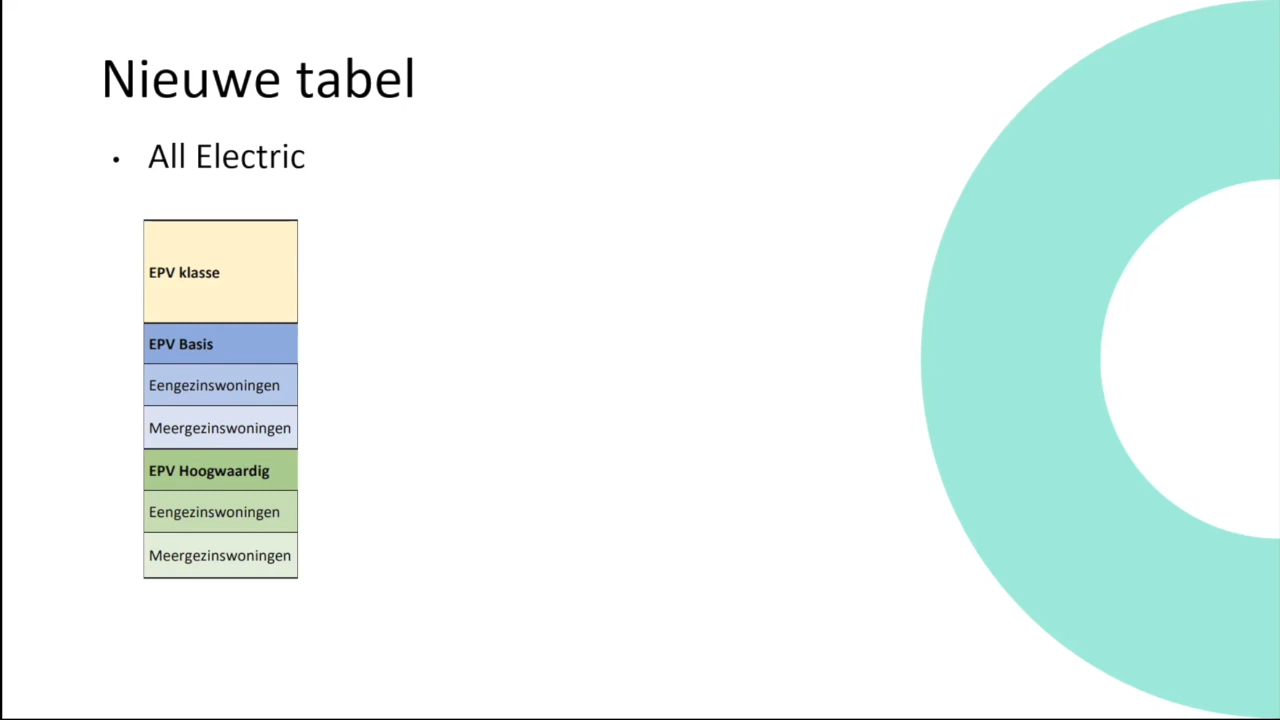 Nieuwe tabel
• All Electric
EPV klasse
EPV Basis
Eengezinswoningen
Meergezinswoningen
EPV Hoogwaardig
Eengezinswoningen
Meergezinswoningen